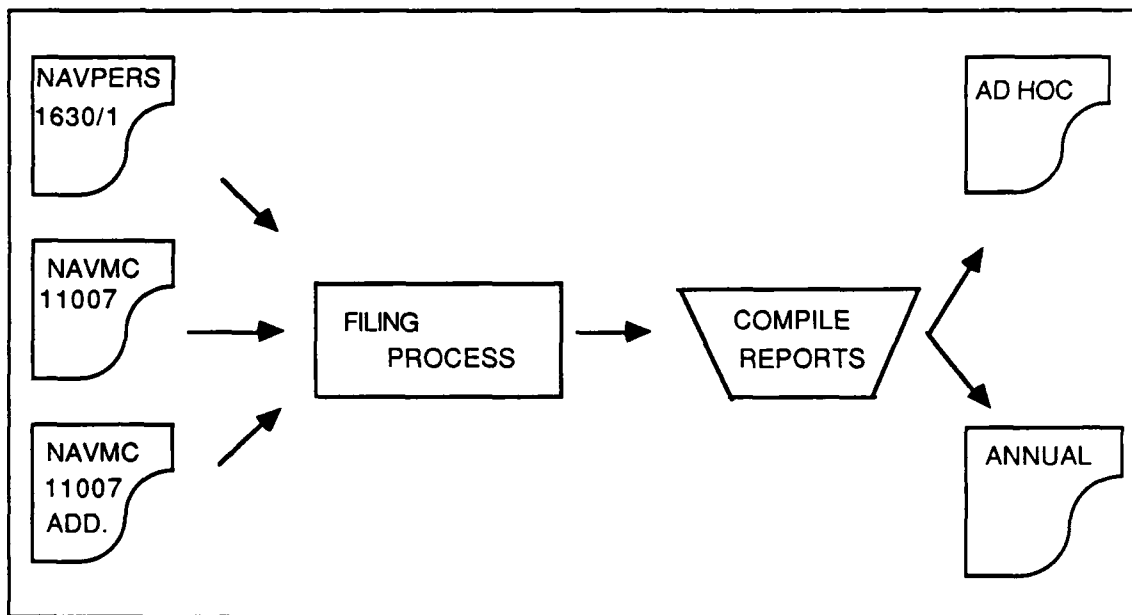 NAVPERS
1630/1
NAVMC
11007
NAVMC
11007
ADD.
FILING
PROCESS
COMPILE
REPORTS
AD HOC
ANNUAL